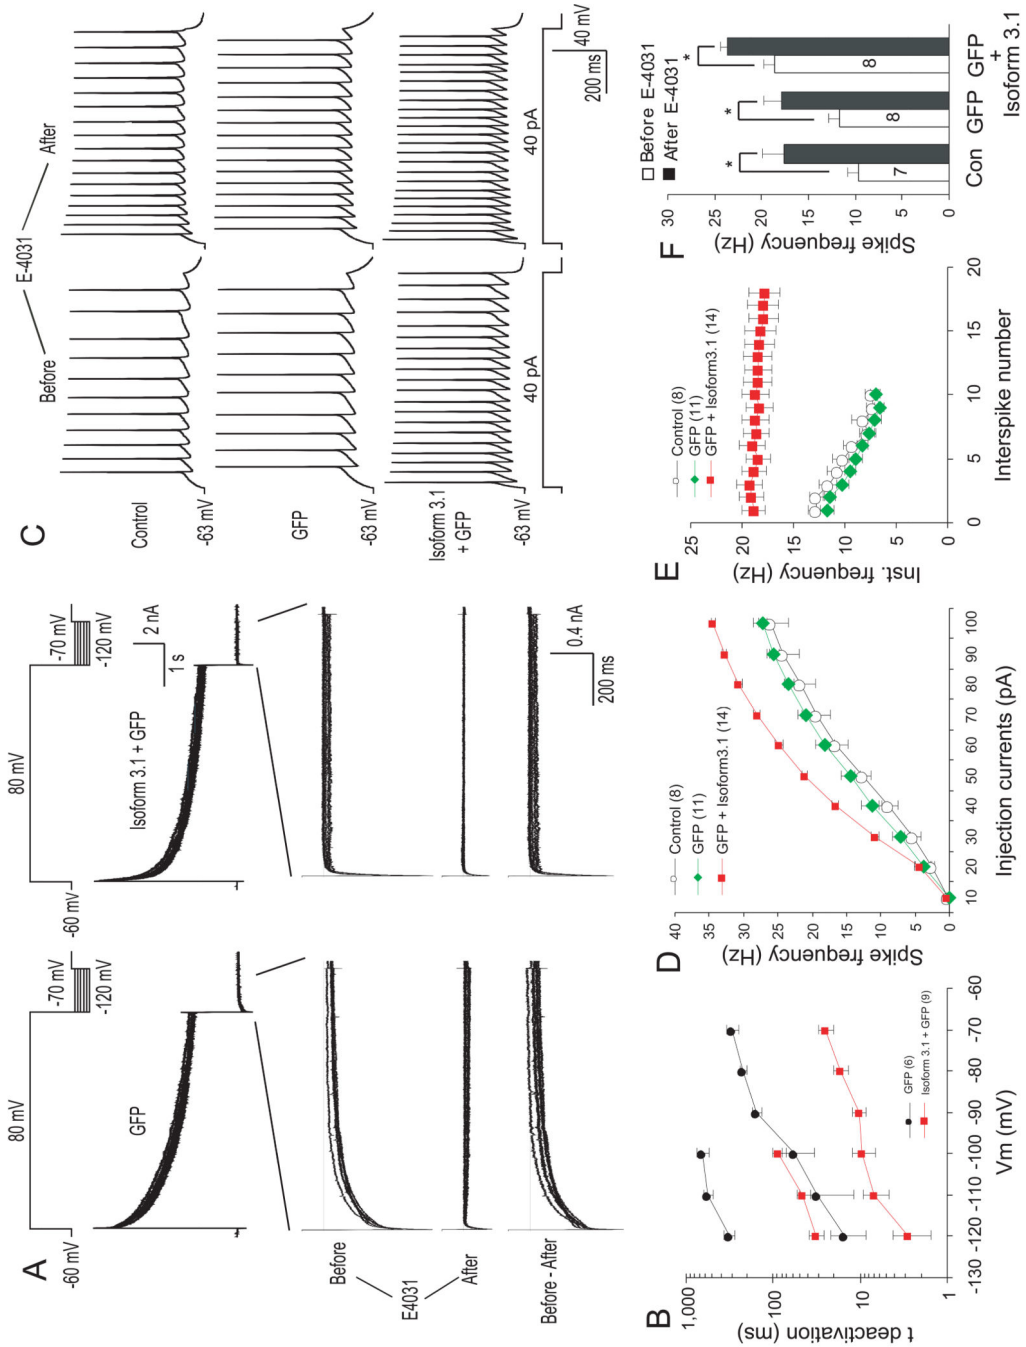 A
80 mV
-60 mV
-70 mV
-120 mV
GFP
80 mV
-60 mV
-70 mV
-120 mV
Isoform 3.1 + GFP
2 nA
1 s
Before
E4031
After
Before - After
0.4 nA
200 ms
B
t deactivation (ms)
1,000
100
10
1
-130 -120 -110 -100 -90 -80 -70 -60
Vm (mV)
GFP (6)
Isoform 3.1 + GFP (9)
C
E-4031
Before
After
Control
-63 mV
GFP
-63 mV
Isoform 3.1
+ GFP
-63 mV
40 pA
40 pA
40 mV
200 ms
D
Spike frequency (Hz)
40
35
30
25
20
15
10
5
0
10 20 30 40 50 60 70 80 90 100
Injection currents (pA)
Control (8)
GFP (11)
GFP + Isoform3.1 (14)
E
Inst. frequency (Hz)
25
20
15
10
5
0
0 5 10 15 20
Interspike number
Control (8)
GFP (11)
GFP + Isoform3.1 (14)
F
Before E-4031
After E-4031
Spike frequency (Hz)
30
25
20
15
10
5
0
* * *
7 8 8
Con GFP GFP
+
Isoform 3.1